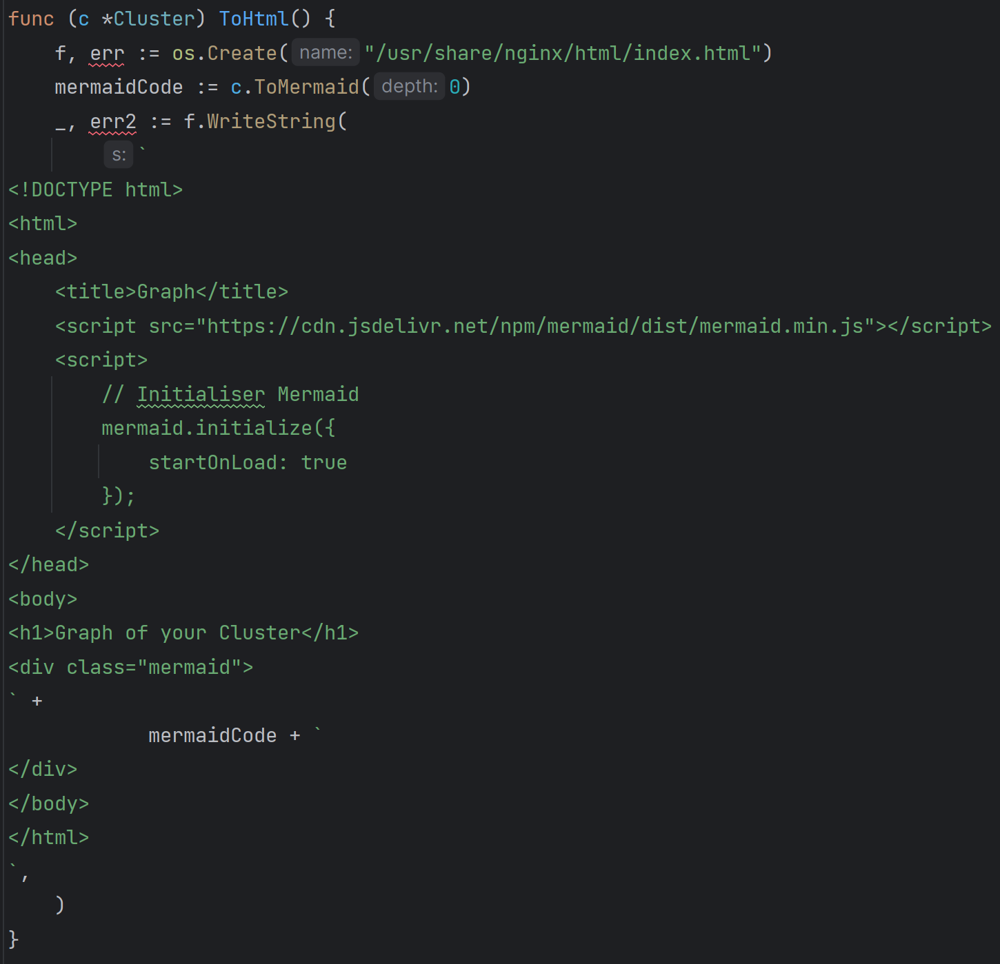 func (c *Cluster) ToHtml() {
    f, err := os.Create( name: "/usr/share/nginx/html/index.html")
    mermaidCode := c.ToMermaid( depth: 0)
    _, err2 := f.WriteString(
        s: `
<!DOCTYPE html>
<html>
<head>
    <title>Graph</title>
    <script src="https://cdn.jsdelivr.net/npm/mermaid/dist/mermaid.min.js"></script>
    <script>
        // Initialiser Mermaid
        mermaid.initialize({
            startOnLoad: true
        });
    </script>
</head>
<body>
<h1>Graph of your Cluster</h1>
<div class="mermaid">
` +
            mermaidCode + `
</div>
</body>
</html>
`,
    )
}